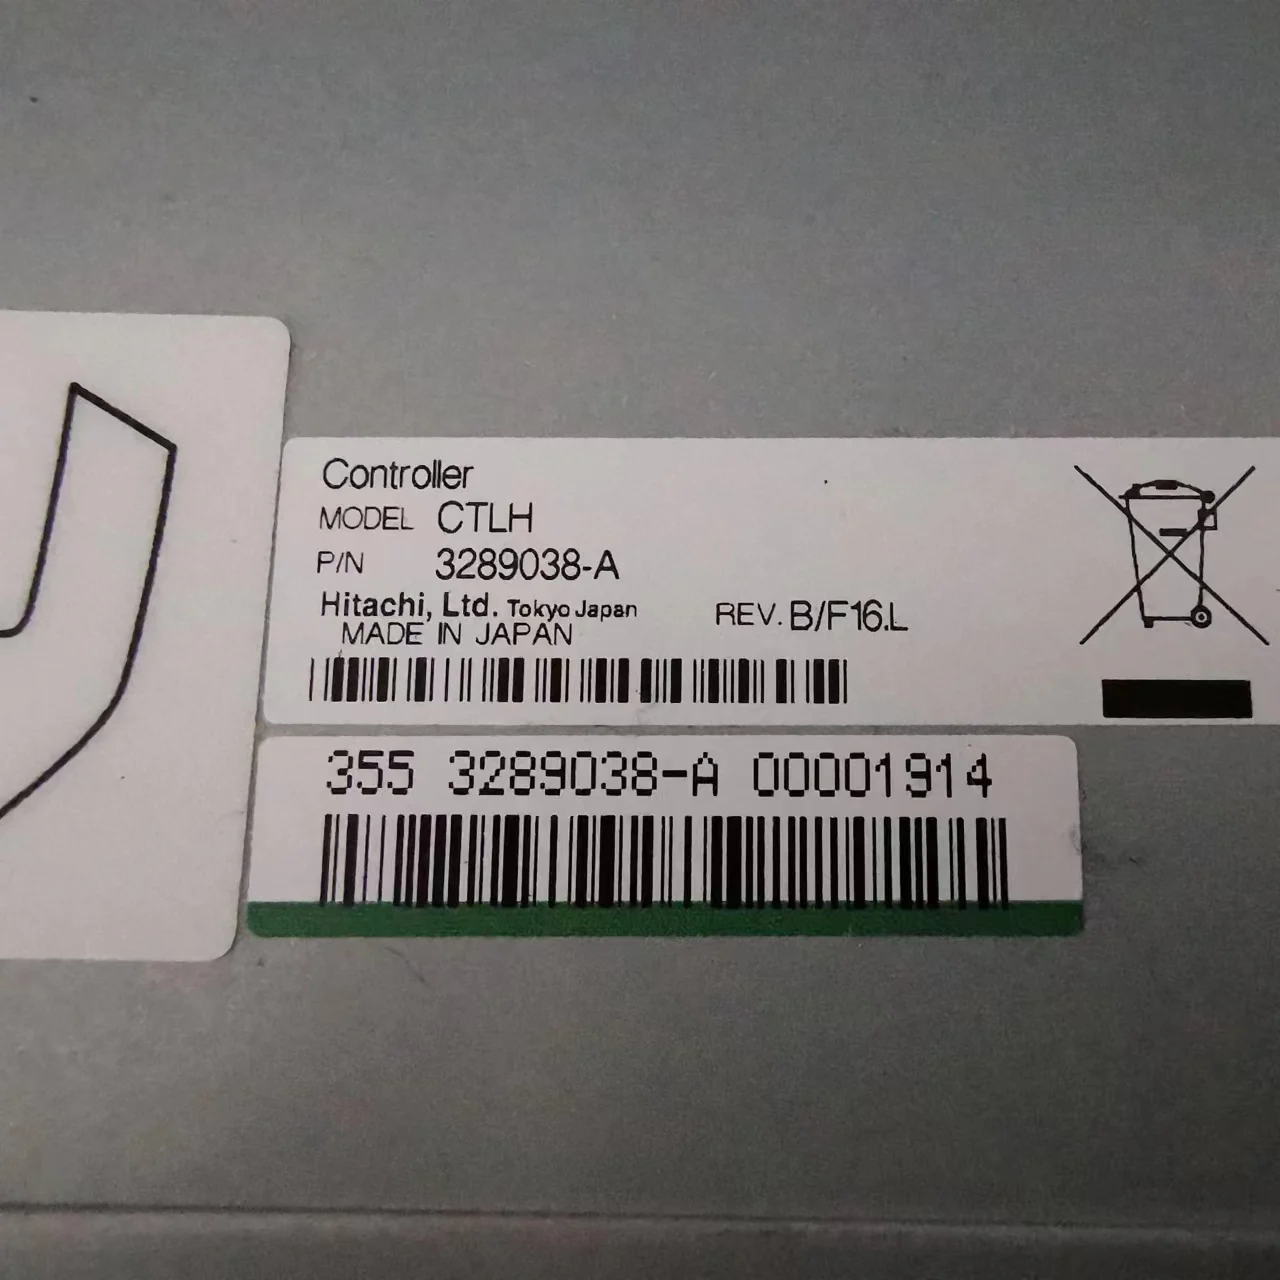 Controller
MODEL CTLH
P/N 3289038-A
Hitachi, Ltd. Tokyo Japan REV. B/F16.L
MADE IN JAPAN
355 3289038-A 00001914